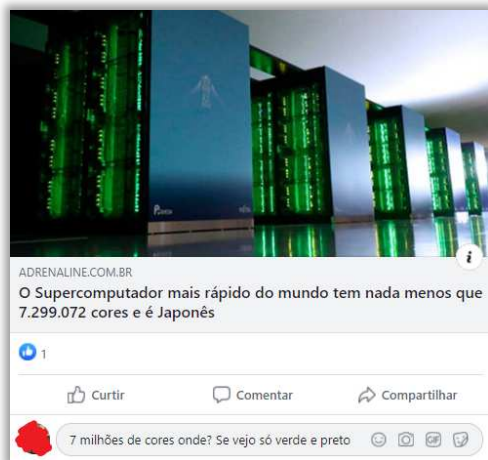 ADRENALINE.COM.BR
O Supercomputador mais rápido do mundo tem nada menos que
7.299.072 cores e é Japonês
1
Curtir Comentar Compartilhar
7 milhões de cores onde? Se vejo só verde e preto GIF